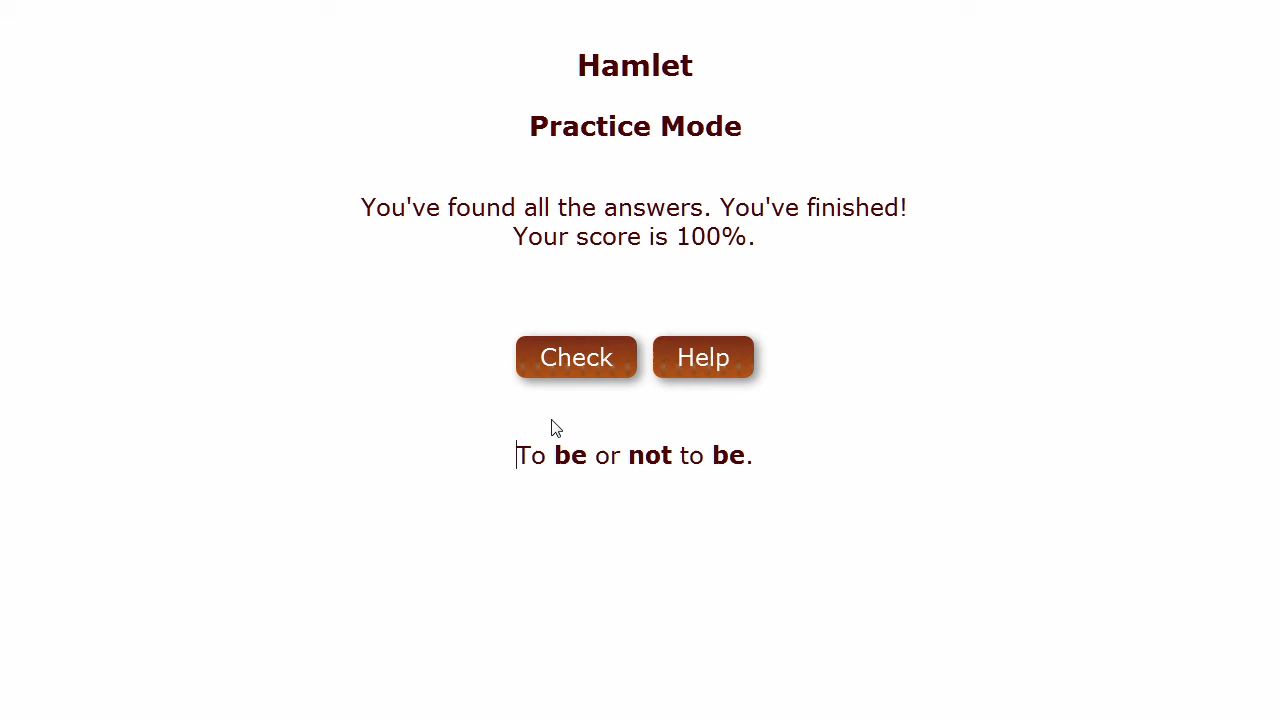 Hamlet
Practice Mode
You've found all the answers. You've finished!
Your score is 100%.
Check Help
To be or not to be.